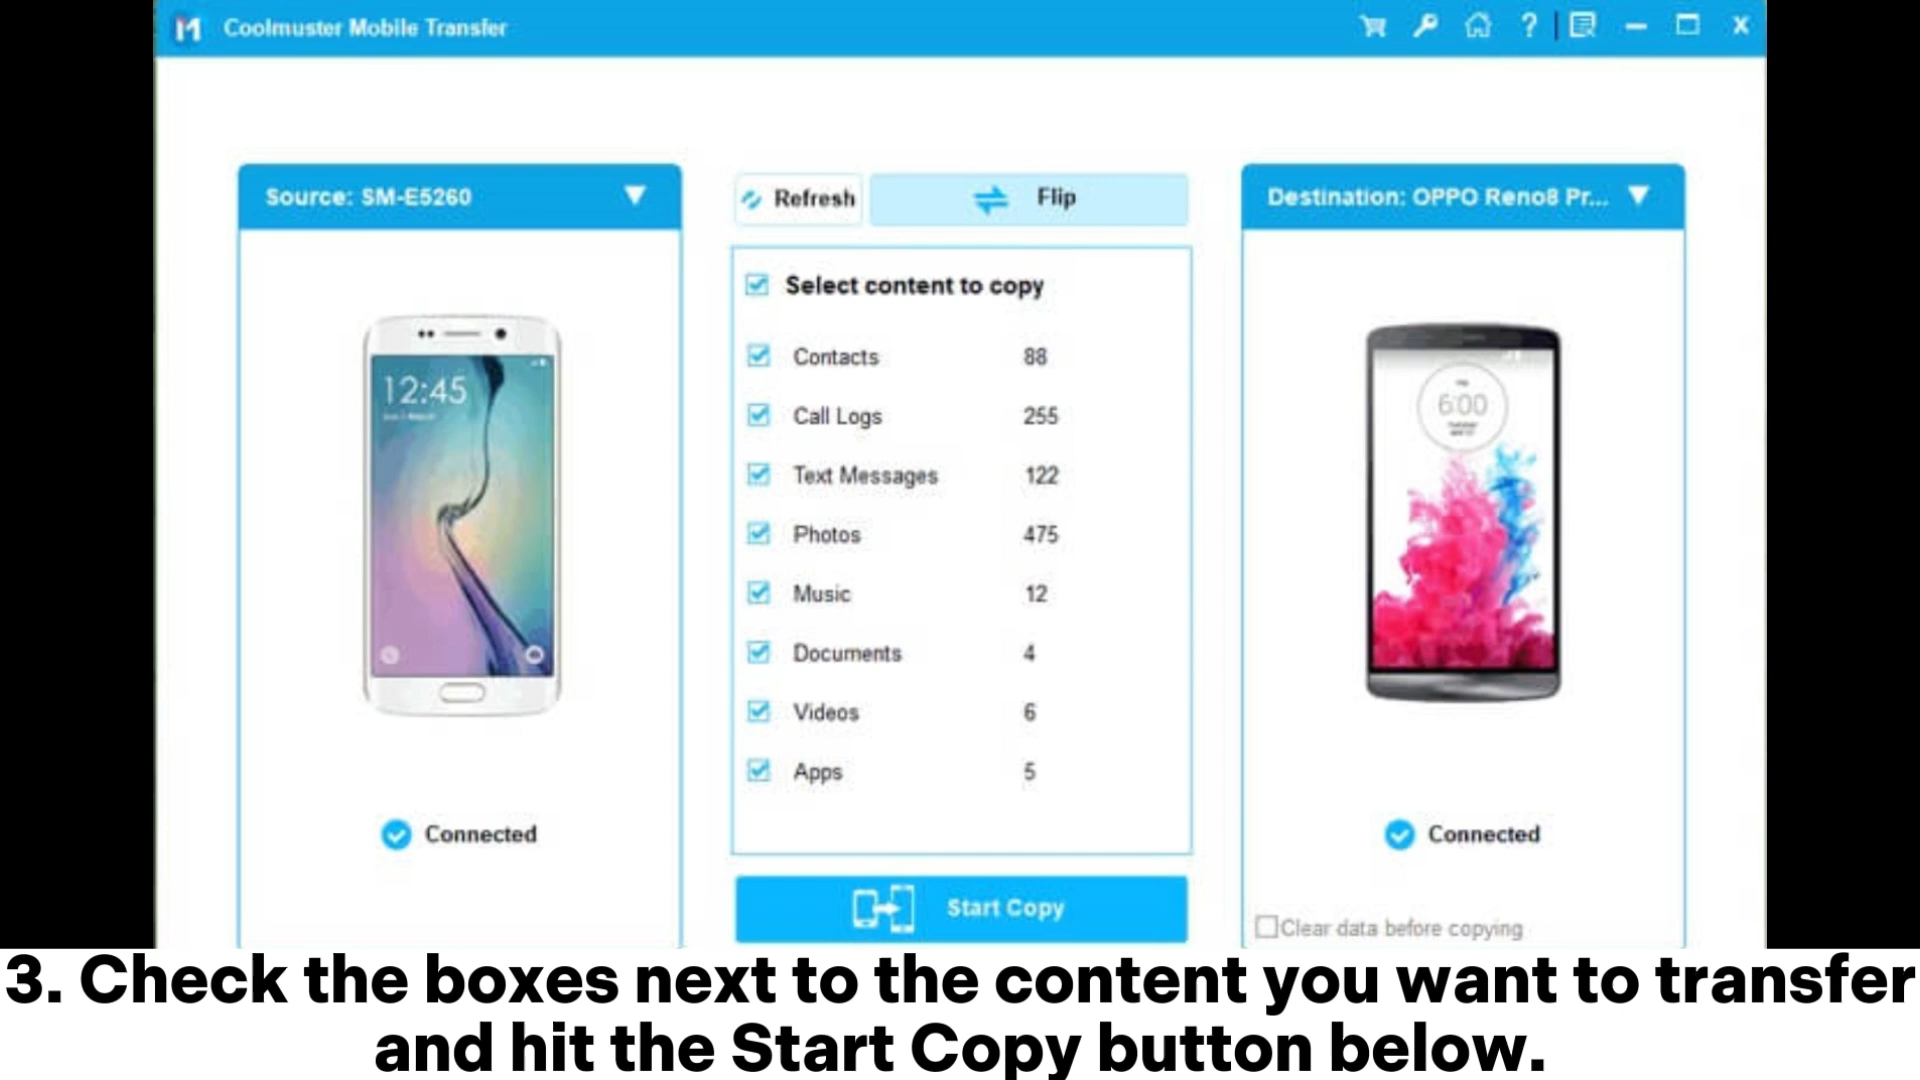 Coolmuster Mobile Transfer
?
Source: SM-E5260
Refresh
Flip
Destination: OPPO Reno8 Pr...
Select content to copy
Contacts 88
Call Logs 255
Text Messages 122
Photos 475
Music 12
Documents 4
Videos 6
Apps 5
12:45
6:00
Connected
Connected
Start Copy
Clear data before copying
3. Check the boxes next to the content you want to transfer
and hit the Start Copy button below.